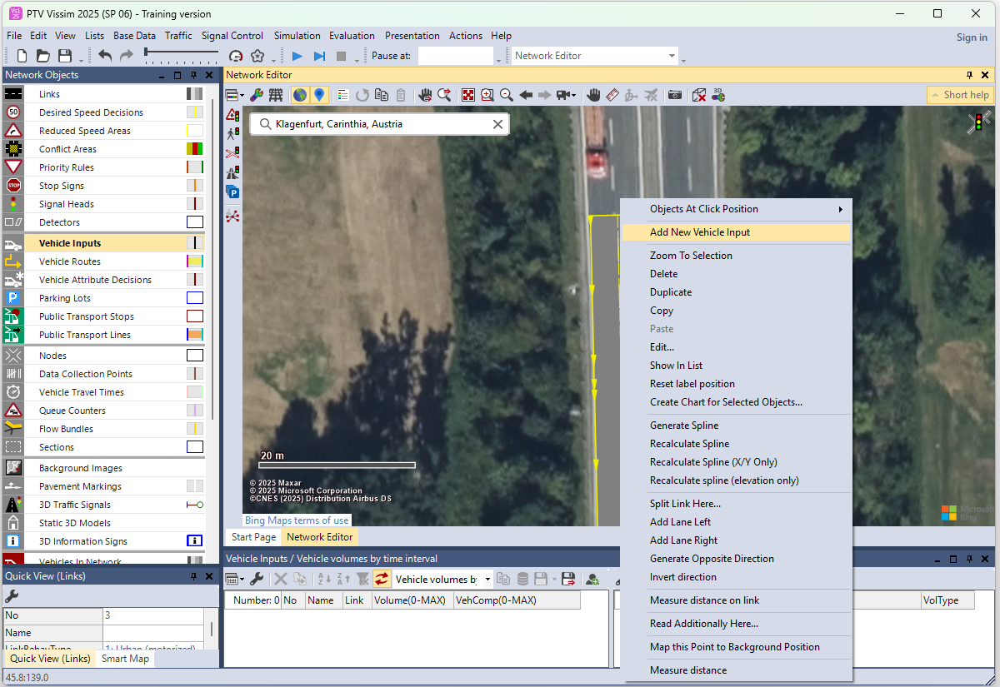 PTV Vissim 2025 (SP 06) - Training version
File Edit View Lists Base Data Traffic Signal Control Simulation Evaluation Presentation Actions Help
Sign in
Pause at:
Network Editor
Network Objects
Links
Desired Speed Decisions
Reduced Speed Areas
Conflict Areas
Priority Rules
Stop Signs
Signal Heads
Detectors
Vehicle Inputs
Vehicle Routes
Vehicle Attribute Decisions
Parking Lots
Public Transport Stops
Public Transport Lines
Nodes
Data Collection Points
Vehicle Travel Times
Queue Counters
Flow Bundles
Sections
Background Images
Pavement Markings
3D Traffic Signals
Static 3D Models
3D Information Signs
Vehicles In Network
Quick View (Links)
No 3
Name
LinkBehavType 1: Urban (motorized)
Quick View (Links) Smart Map
45.8:139.0
Network Editor
Short help
Klagenfurt, Carinthia, Austria
20 m
© 2025 Maxar
© 2025 Microsoft Corporation
©CNES (2025) Distribution Airbus DS
Bing Maps terms of use
Microsoft
Bing
Start Page Network Editor
Objects At Click Position
Add New Vehicle Input
Zoom To Selection
Delete
Duplicate
Copy
Paste
Edit...
Show In List
Reset label position
Create Chart for Selected Objects...
Generate Spline
Recalculate Spline
Recalculate Spline (X/Y Only)
Recalculate spline (elevation only)
Split Link Here...
Add Lane Left
Add Lane Right
Generate Opposite Direction
Invert direction
Measure distance on link
Read Additionally Here...
Map this Point to Background Position
Measure distance
Vehicle Inputs / Vehicle volumes by time interval
Vehicle volumes by
Number: 0 No Name Link Volume(0-MAX) VehComp(0-MAX)
VolType